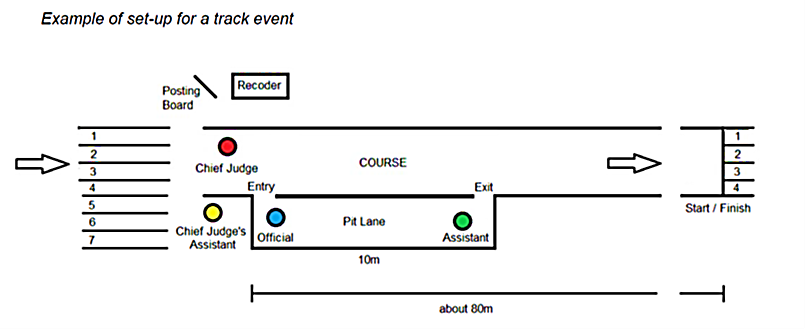 Example of set-up for a track event
Posting
Board
Recoder
1
2
3
4
5
6
7
Chief Judge
COURSE
1
2
3
4
Entry
Exit
Start / Finish
Chief Judge's
Assistant
Official
Pit Lane
Assistant
10m
about 80m